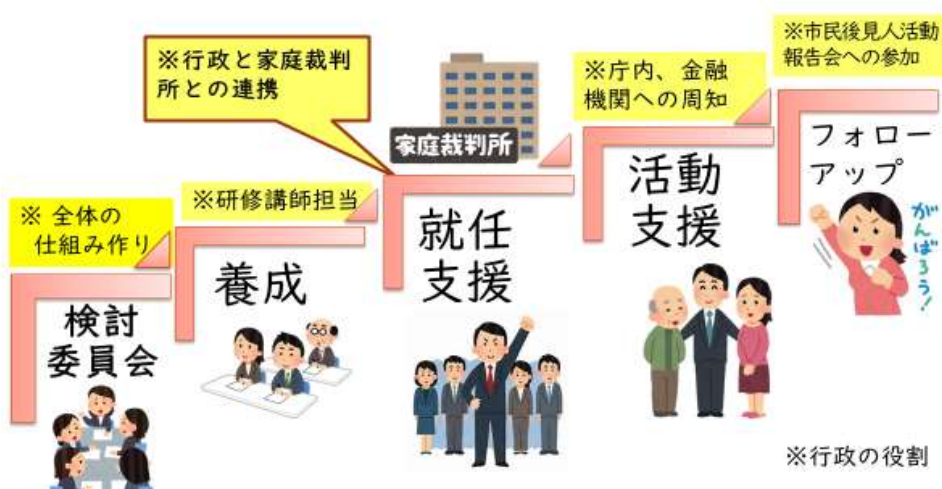 ※行政と家庭裁判
所との連携
※市民後見人活動
報告会への参加
※庁内、金融
機関への周知
家庭裁判所
※研修講師担当
※ 全体の
仕組み作り
検討
委員会
養成
就任
支援
活動
支援
フォロー
アップ
がんばろう!
※行政の役割